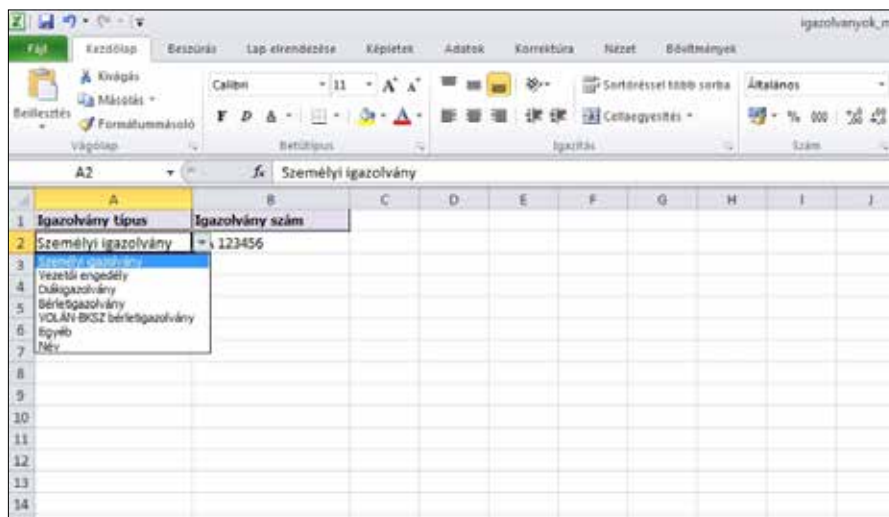 igazolvanyok_m
Fájl Kezdőlap Beszúrás Lap elrendezése Képletek Adatok Korrektúra Nézet Bővítmények
Beillesztés
Kivágás
Másolás
Formátummásoló
Vágólap
Calibri 11
F D A
Betűtípus
Sortöréssel több sorba
Cellaegyesítés
Igazítás
Általános
% 000
Szám
A2 fx Személyi igazolvány
A B C D E F G H I J
1 Igazolvány típus Igazolvány szám
2 Személyi igazolvány 123456
3 Személyi igazolvány
Vezetői engedély
4 Diákigazolvány
5 Bérletigazolvány
VOLÁN-BKSZ bérletigazolvány
6 Egyéb
7 Név
8
9
10
11
12
13
14